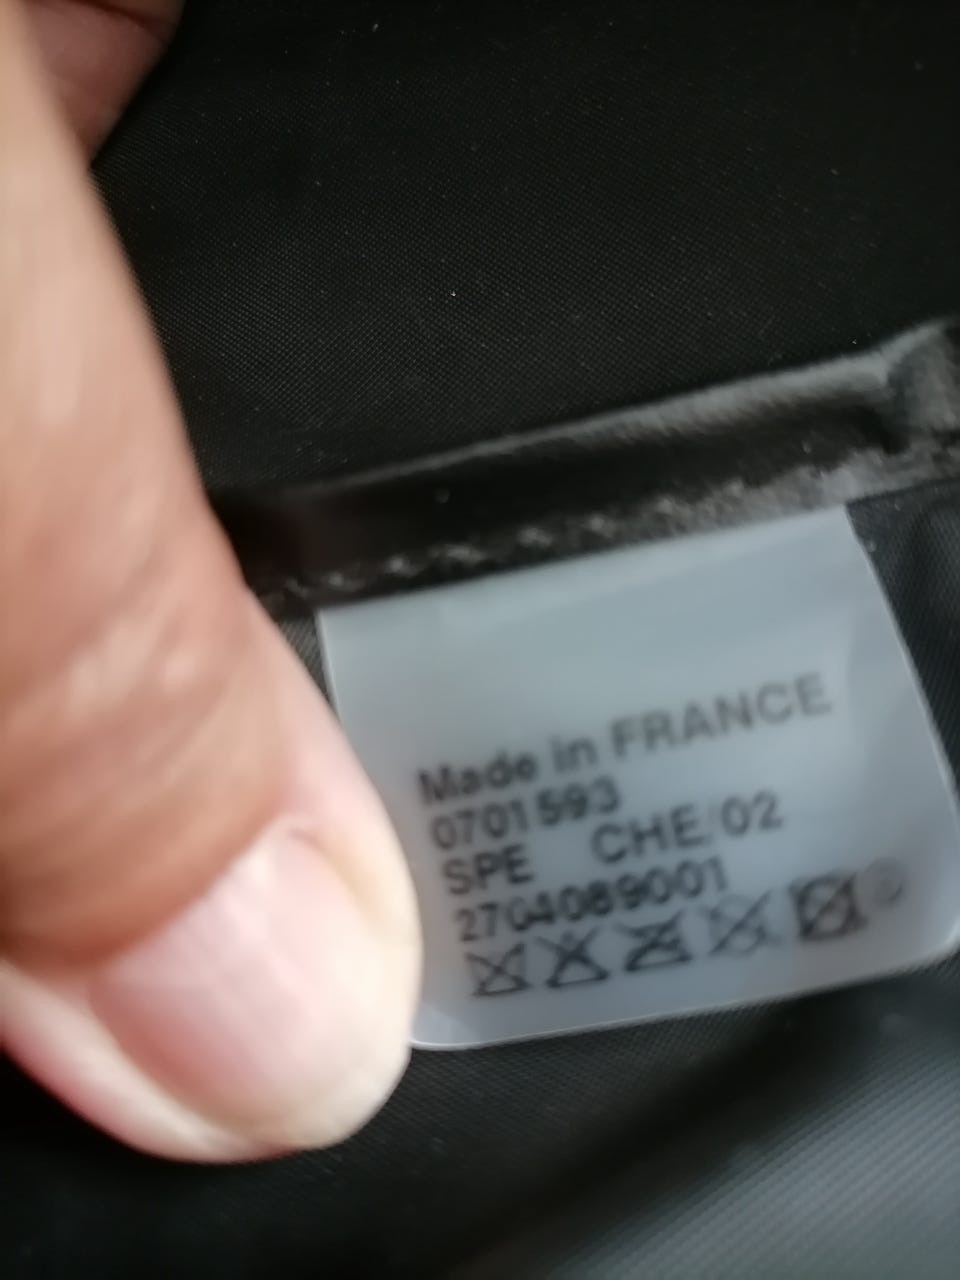 Made in FRANCE
0701593
SPE CHE/02
2704089001